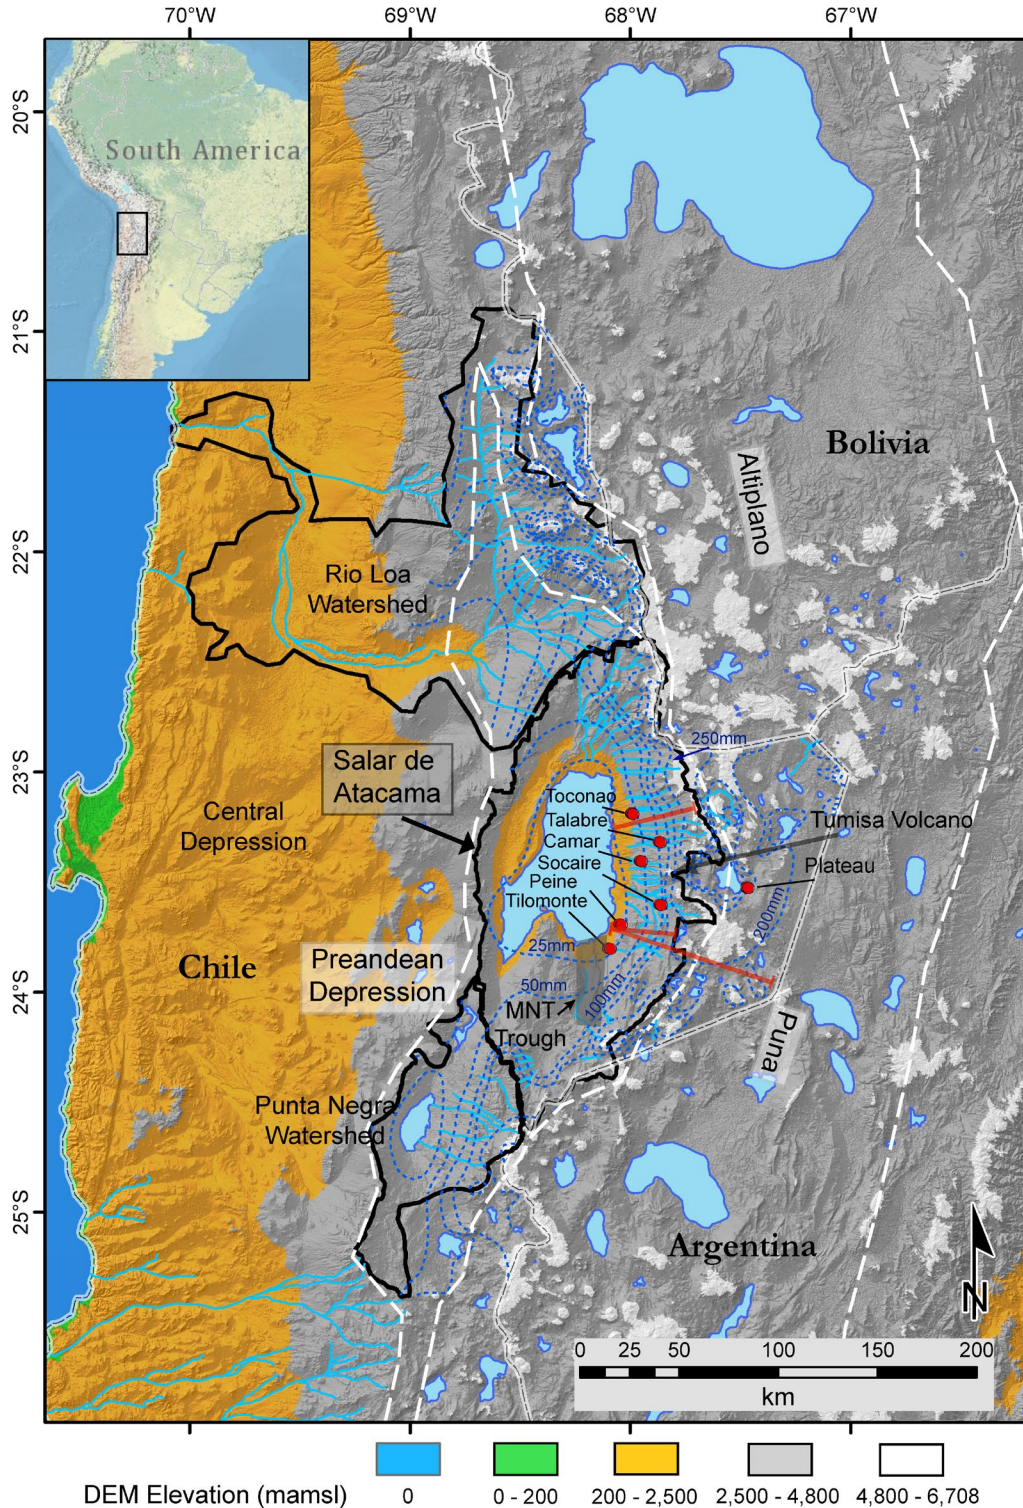 70°W
69°W
68°W
67°W
20°S
21°S
22°S
23°S
24°S
25°S
South America
Bolivia
Altiplano
Rio Loa
Watershed
250mm
Salar de
Atacama
Central
Depression
Toconao
Talabre
Camar
Socaire
Peine
Tilomonte
Tumisa Volcano
Plateau
200mm
25mm
50mm
100mm
Chile
Preandean
Depression
MNT
Trough
Puna
Punta Negra
Watershed
Argentina
N
0 25 50 100 150 200
km
DEM Elevation (mamsl)
0
0 - 200
200 - 2,500
2,500 - 4,800
4,800 - 6,708